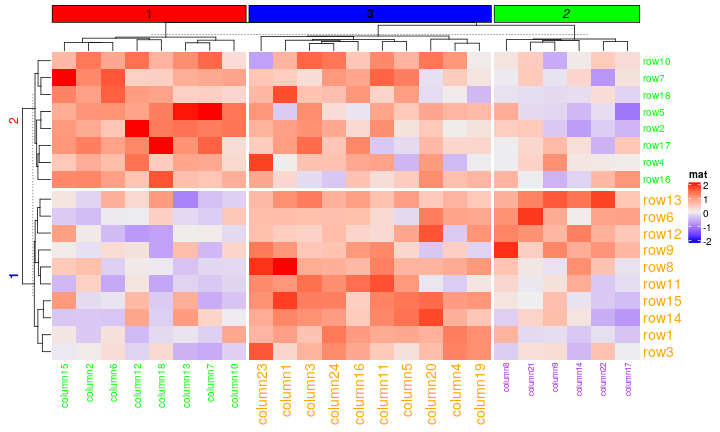 1 3 2
row10
row7
row18
2
row5
row2
row17
row4
row16
mat
row13
2
row6
1
row12
0
row9
-1
-2
row8
1
row11
row15
row14
row1
row3
column15 column2 column6 column12 column18 column13 column7 column10 column23 column1 column3 column24 column16 column11 column5 column20 column4 column19 column8 column21 column9 column14 column22 column17